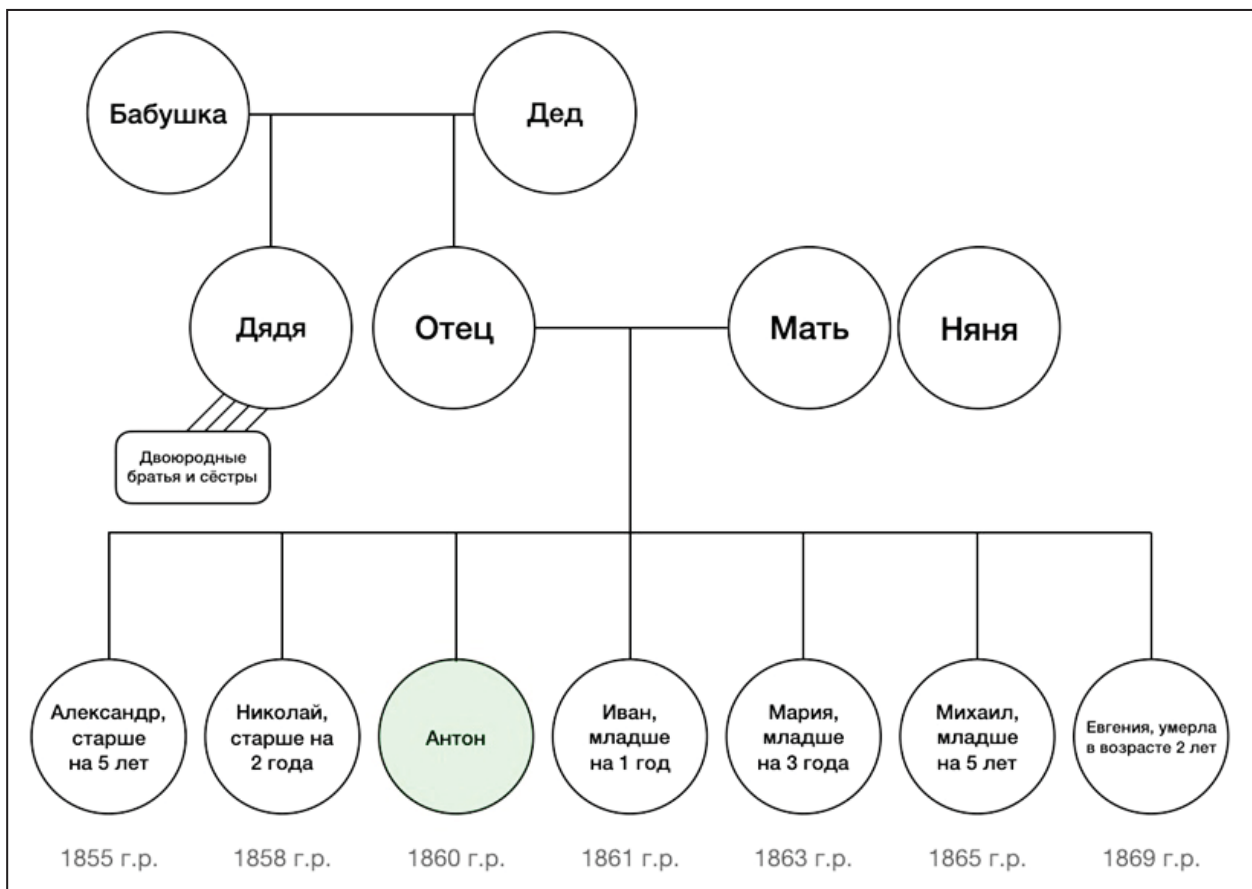 Бабушка
Дед
Дядя
Отец
Мать
Няня
Двоюродные
братья и сёстры
Александр,
старше
на 5 лет
Николай,
старше на
2 года
Антон
Иван,
младше
на 1 год
Мария,
младше
на 3 года
Михаил,
младше
на 5 лет
Евгения, умерла
в возрасте 2 лет
1855 г.р.
1858 г.р.
1860 г.р.
1861 г.р.
1863 г.р.
1865 г.р.
1869 г.р.